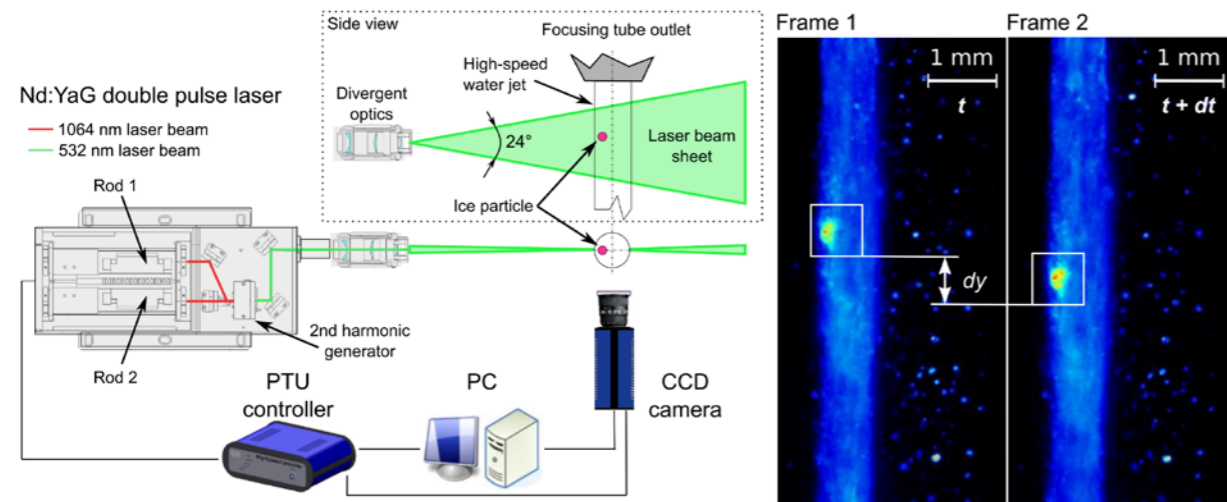 Side view
Focusing tube outlet
High-speed
water jet
Divergent
optics
24°
Laser beam
sheet
Ice particle
Nd:YaG double pulse laser
1064 nm laser beam
532 nm laser beam
Rod 1
Rod 2
2nd harmonic
generator
PTU
controller
PC
CCD
camera
Frame 1
1 mm
t
dy
Frame 2
1 mm
t + dt